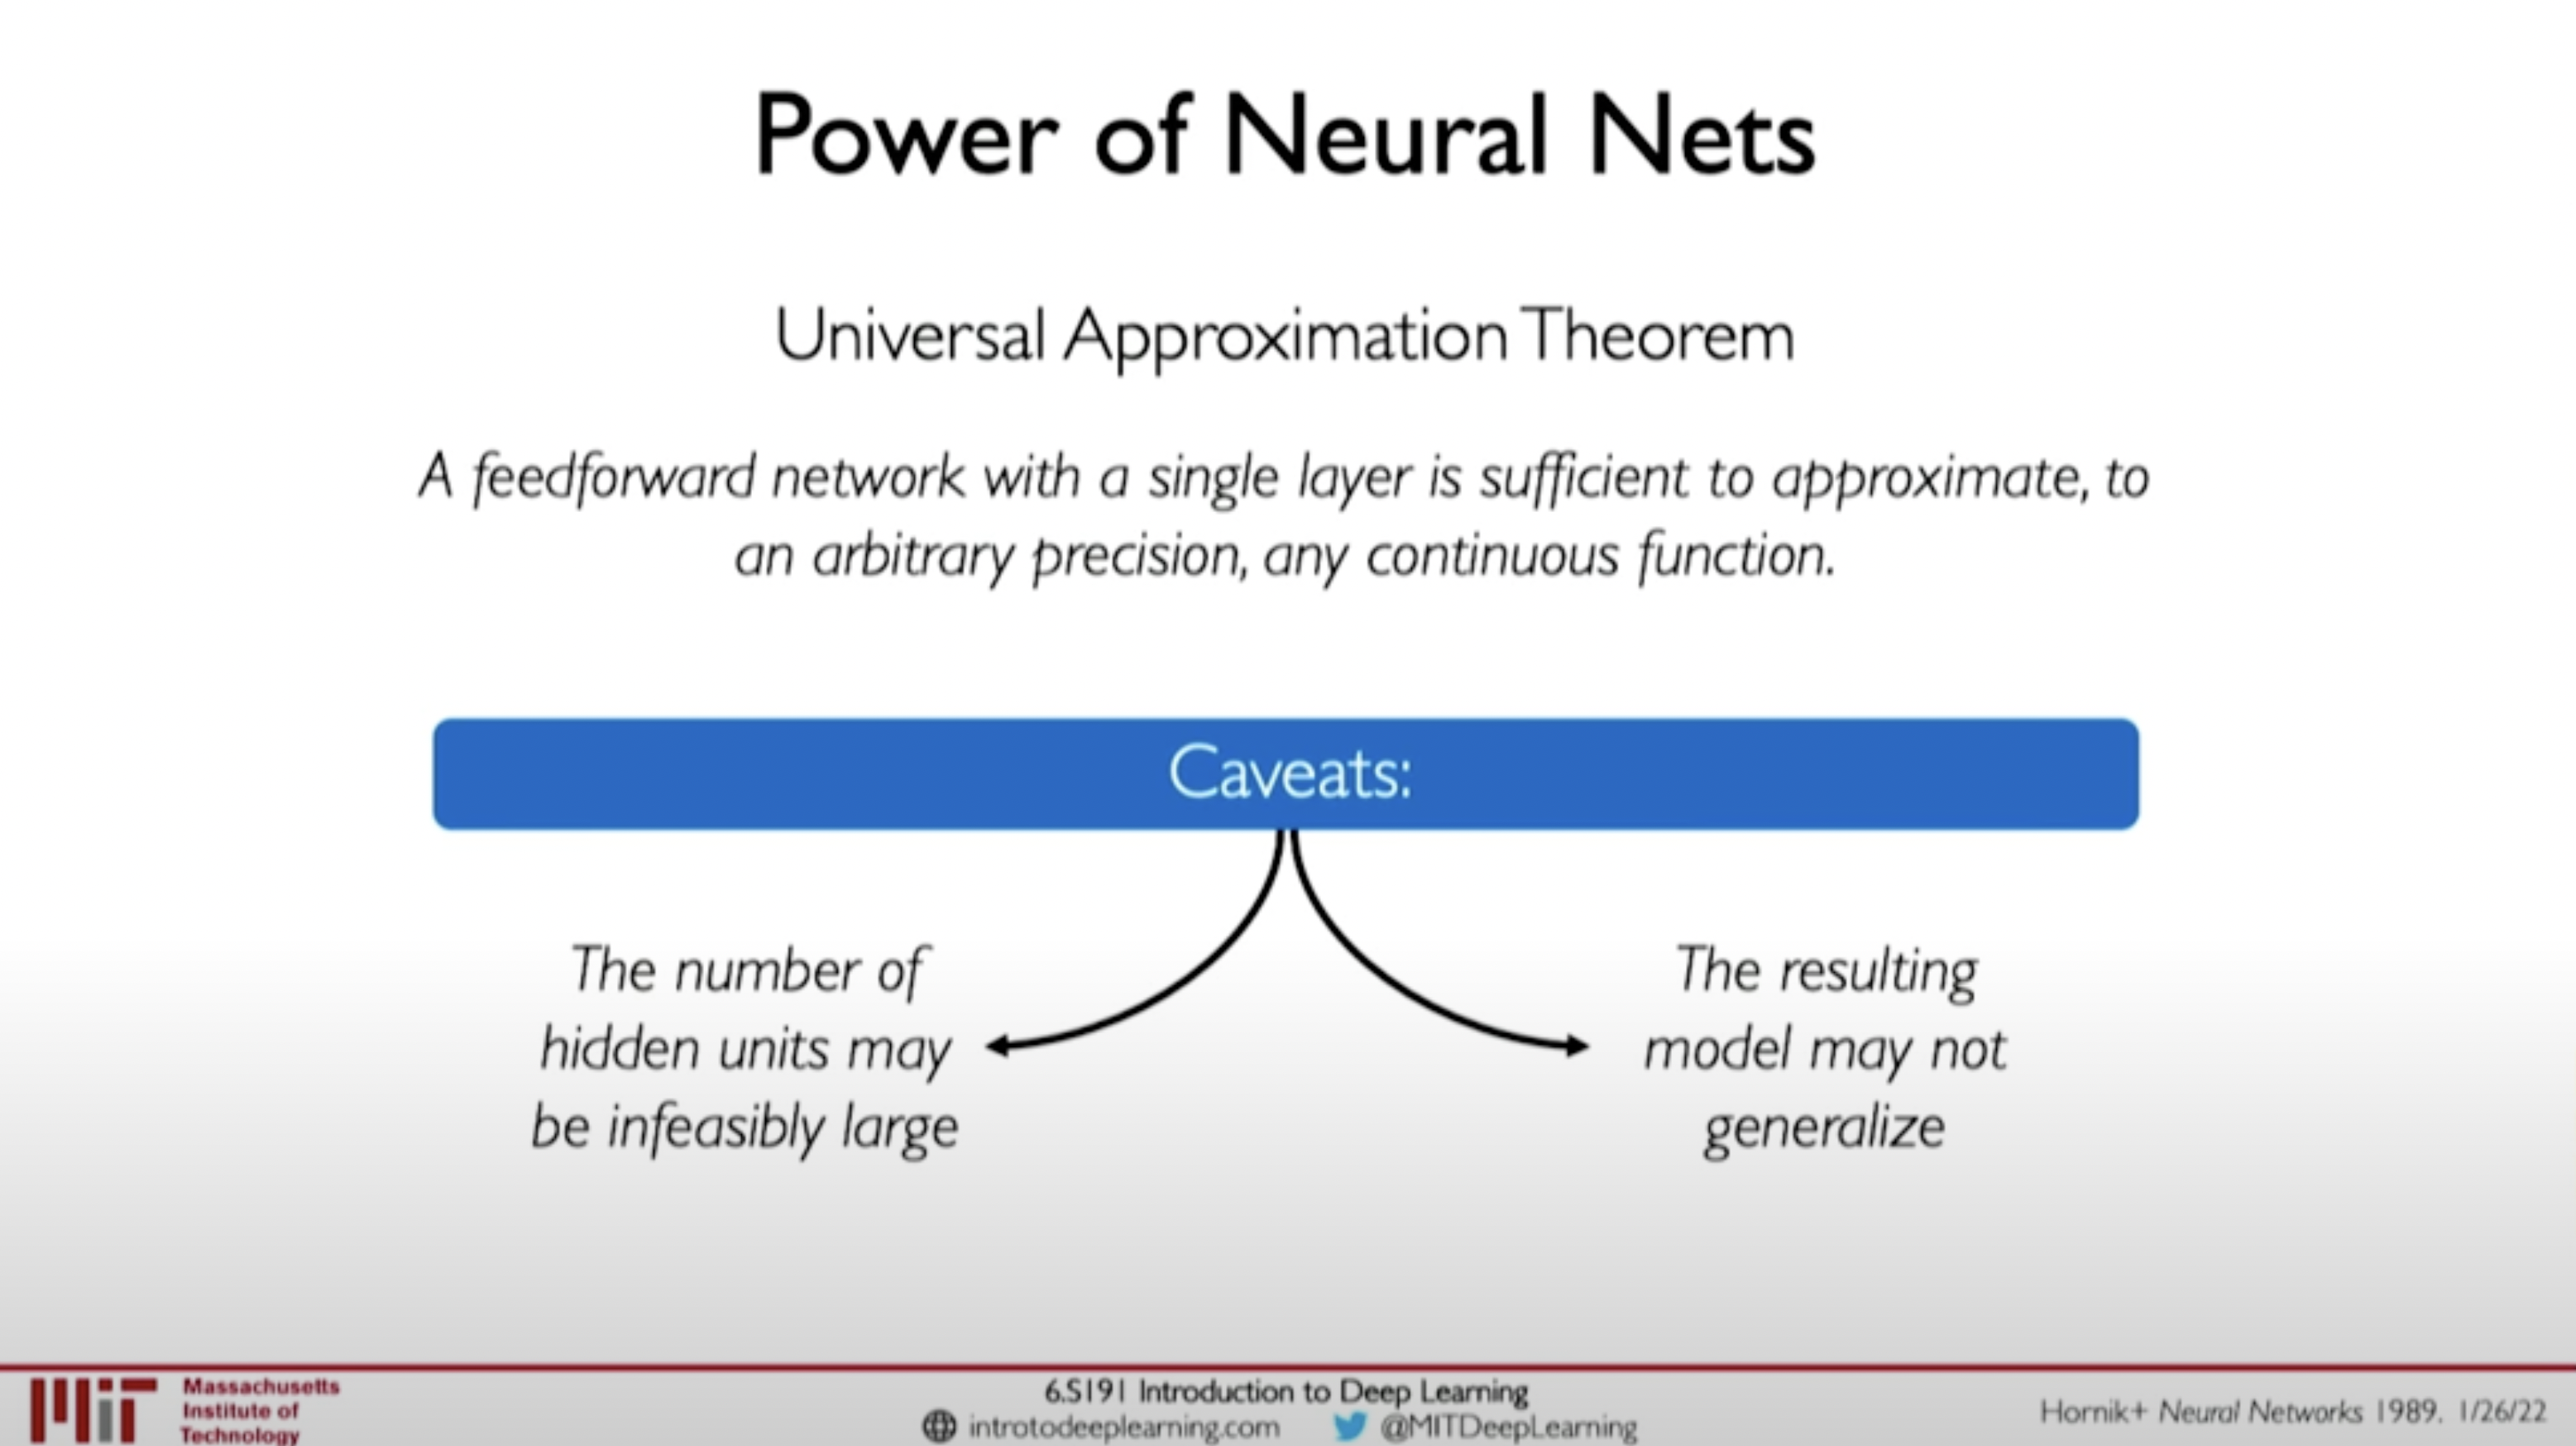 Power of Neural Nets
Universal Approximation Theorem
A feedforward network with a single layer is sufficient to approximate, to
an arbitrary precision, any continuous function.
Caveats:
The number of
hidden units may
be infeasibly large
The resulting
model may not
generalize
MIT
Massachusetts
Institute of
Technology
6.S191 Introduction to Deep Learning
introtodeeplearning.com @MITDeepLearning
Hornik+ Neural Networks 1989. 1/26/22